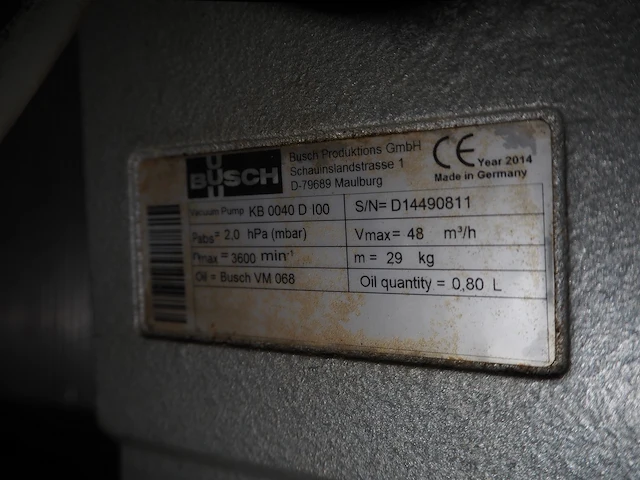 BUSCH
Busch Produktions GmbH
Schauinslandstrasse 1
D-79689 Maulburg
CE Year 2014
Made in Germany
Vacuum Pump KB 0040 D I00
S/N= D14490811
Pabs= 2,0 hPa (mbar)
Vmax= 48 m³/h
nmax = 3600 min-¹
m = 29 kg
Oil = Busch VM 068
Oil quantity = 0,80 L